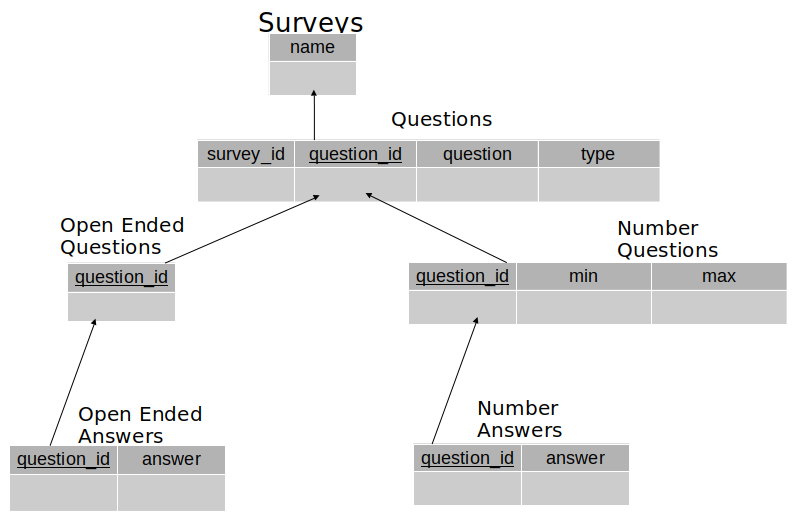 Surveys
name
Questions
survey_id question_id question type
Open Ended
Questions
question_id
Number
Questions
question_id min max
Open Ended
Answers
question_id answer
Number
Answers
question_id answer